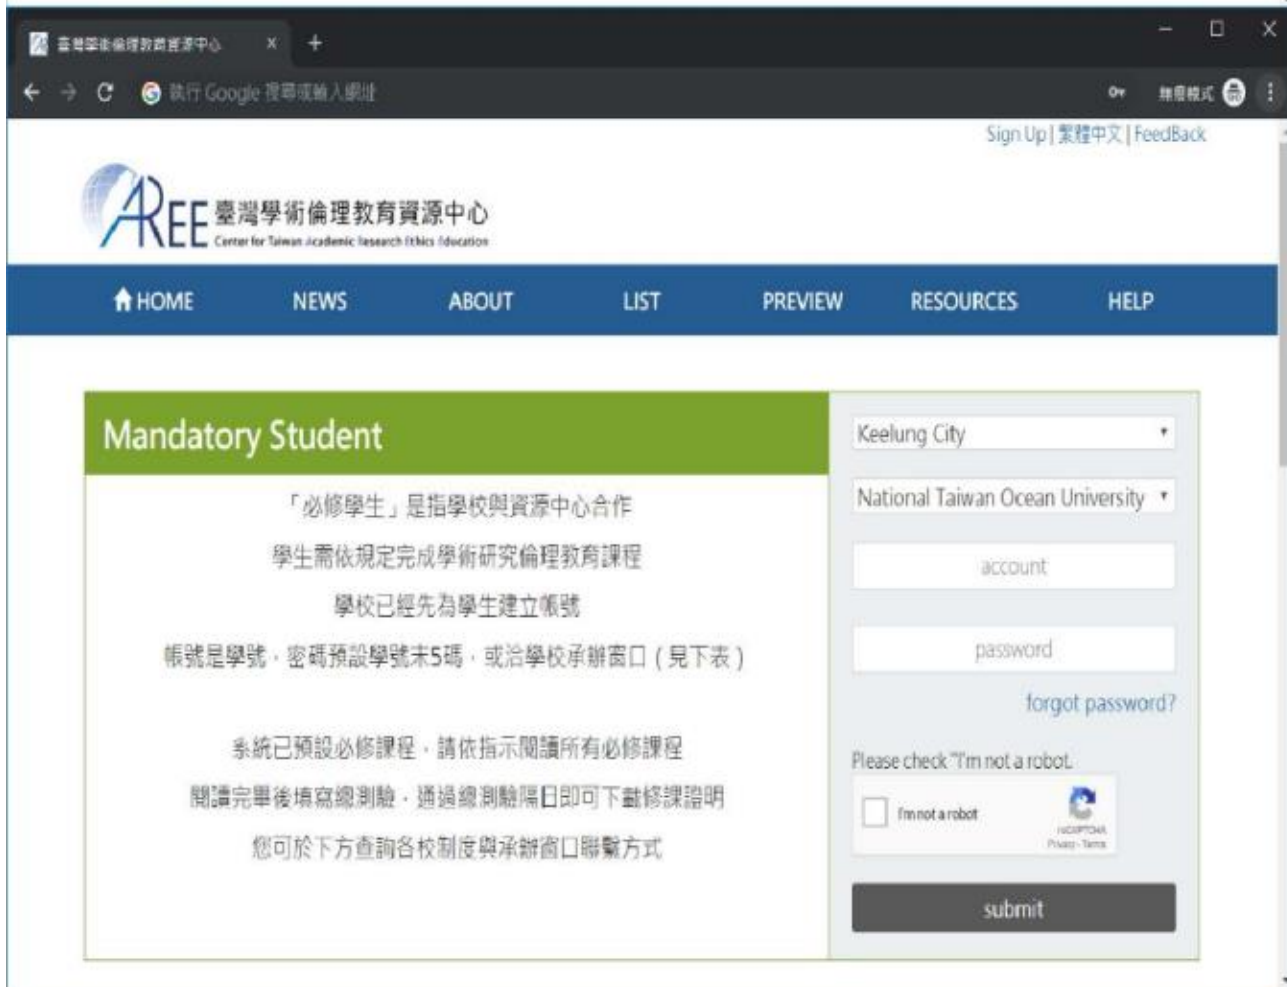 臺灣學術倫理教育資源中心
執行 Google 搜尋或輸入網址
無痕模式
Sign Up | 繁體中文 | FeedBack
AREE 臺灣學術倫理教育資源中心
Center for Taiwan Academic Research Ethics Education
HOME NEWS ABOUT LIST PREVIEW RESOURCES HELP
Mandatory Student
「必修學生」是指學校與資源中心合作
學生需依規定完成學術研究倫理教育課程
學校已經先為學生建立帳號
帳號是學號，密碼預設學號末5碼，或洽學校承辦窗口（見下表）
系統已預設必修課程，請依指示閱讀所有必修課程
閱讀完畢後填寫總測驗，通過總測驗隔日即可下載修課證明
您可於下方查詢各校制度與承辦窗口聯繫方式
Keelung City
National Taiwan Ocean University
account
password
forgot password?
Please check "I'm not a robot.
I'm not a robot
reCAPTCHA
Privacy - Terms
submit